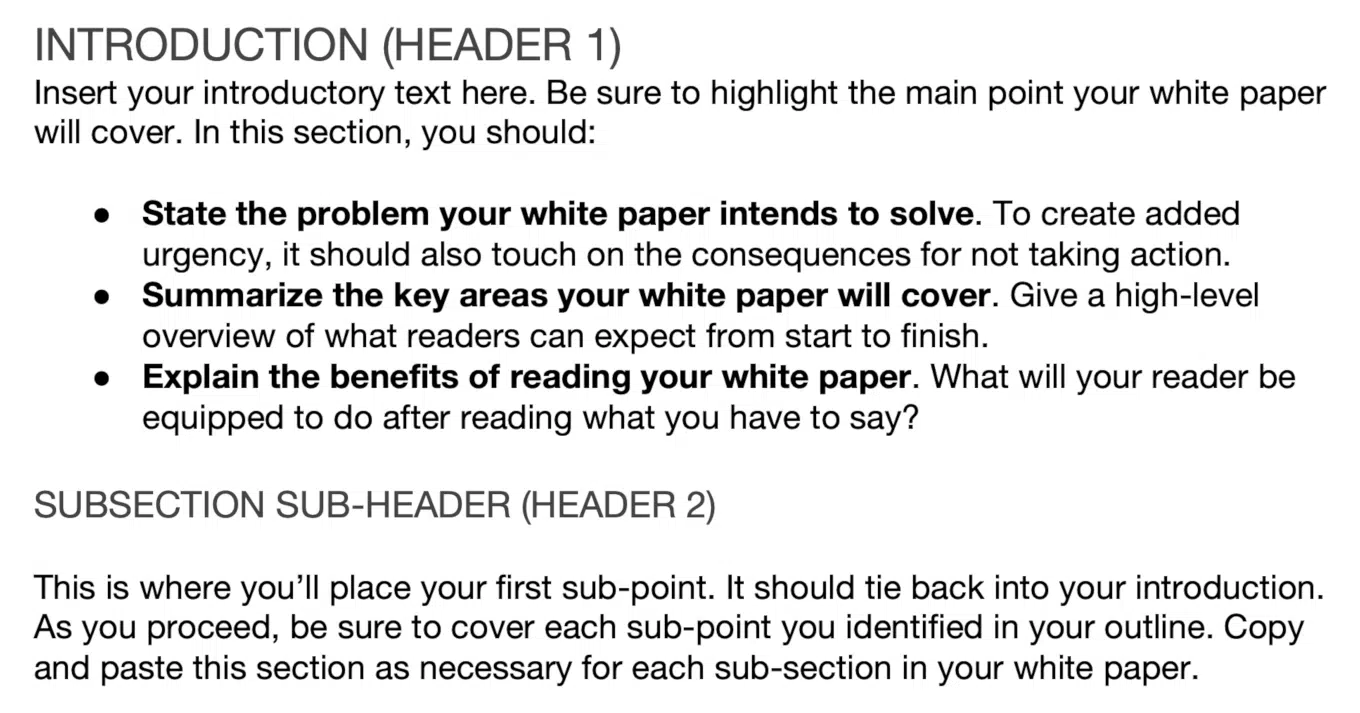 INTRODUCTION (HEADER 1)
Insert your introductory text here. Be sure to highlight the main point your white paper
will cover. In this section, you should:
● State the problem your white paper intends to solve. To create added
urgency, it should also touch on the consequences for not taking action.
● Summarize the key areas your white paper will cover. Give a high-level
overview of what readers can expect from start to finish.
● Explain the benefits of reading your white paper. What will your reader be
equipped to do after reading what you have to say?
SUBSECTION SUB-HEADER (HEADER 2)
This is where you’ll place your first sub-point. It should tie back into your introduction.
As you proceed, be sure to cover each sub-point you identified in your outline. Copy
and paste this section as necessary for each sub-section in your white paper.